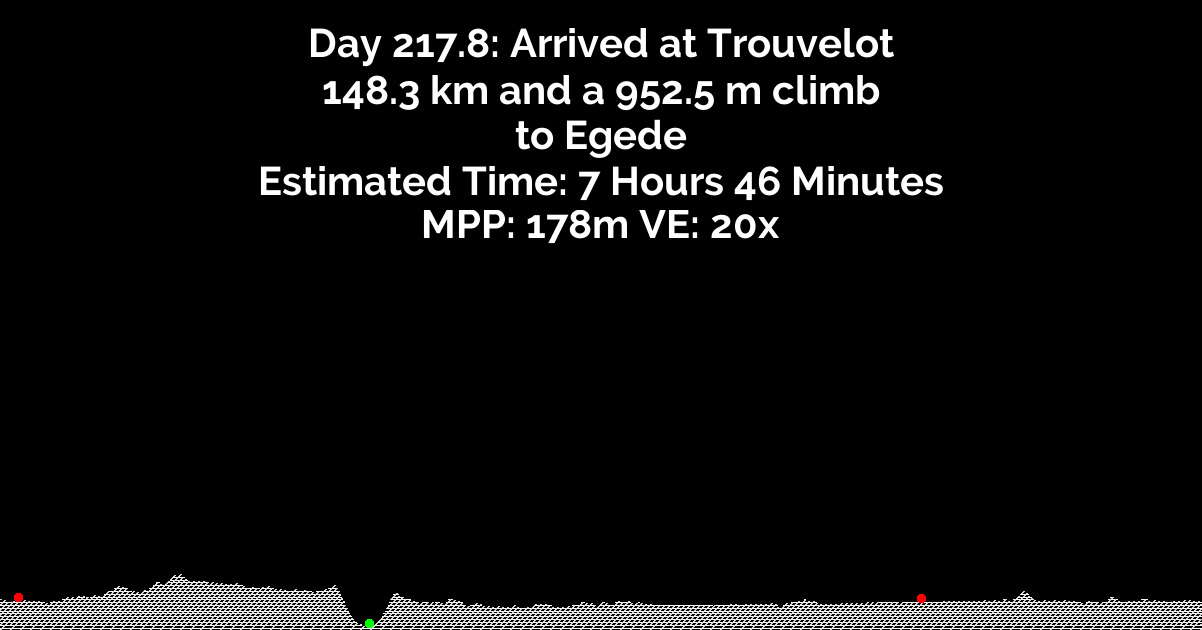 Day 217.8: Arrived at Trouvelot
148.3 km and a 952.5 m climb
to Egede
Estimated Time: 7 Hours 46 Minutes
MPP: 178m VE: 20x